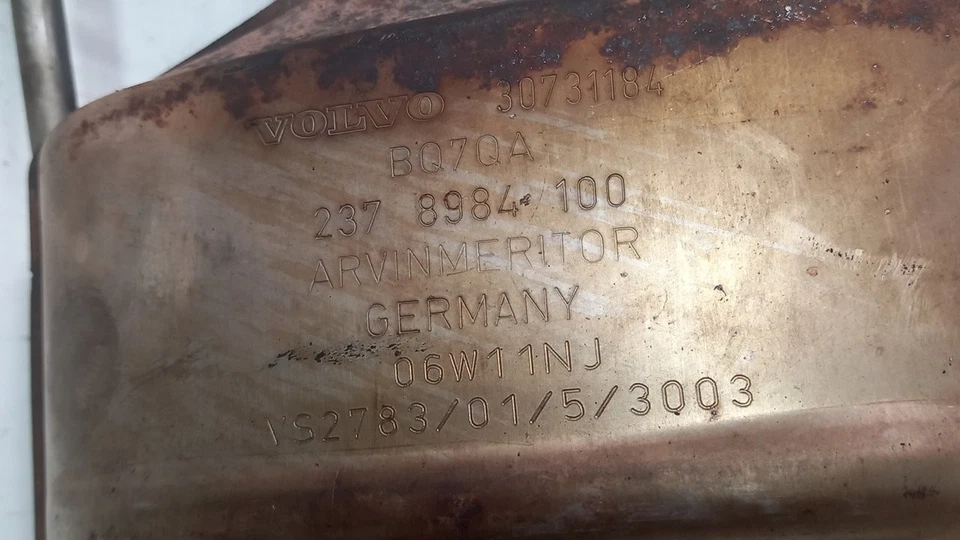 VOLVO 30731184
BQ7QA
237 8984/100
ARVINMERITOR
GERMANY
06W11NJ
VS2783/01/5/3003